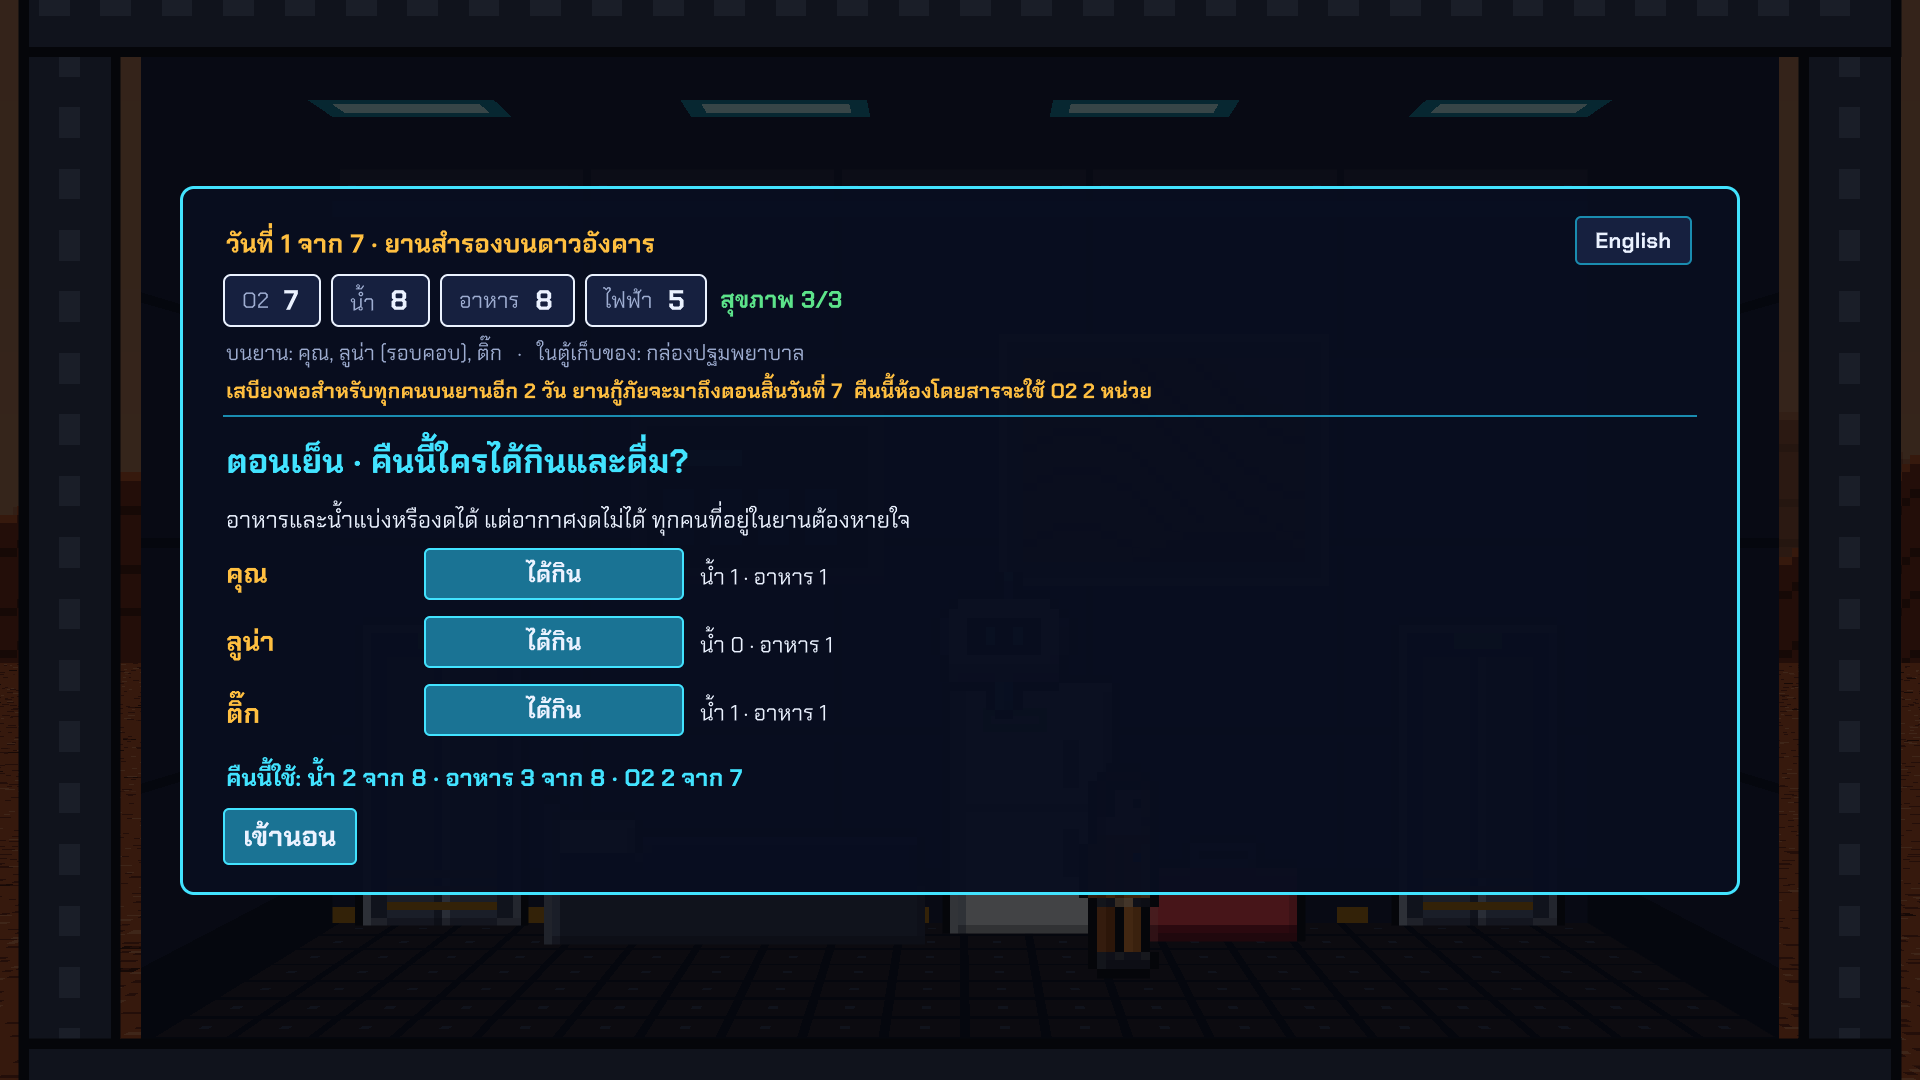 วันที่ 1 จาก 7 · ยานสำรองบนดาวอังคาร
English
O2 7 น้ำ 8 อาหาร 8 ไฟฟ้า 5 สุขภาพ 3/3
บนยาน: คุณ, ลูน่า (รอบคอบ), ติ๊ก · ในตู้เก็บของ: กล่องปฐมพยาบาล
เสบียงพอสำหรับทุกคนบนยานอีก 2 วัน ยานกู้ภัยจะมาถึงตอนสิ้นวันที่ 7 คืนนี้ห้องโดยสารจะใช้ O2 2 หน่วย
ตอนเย็น · คืนนี้ใครได้กินและดื่ม?
อาหารและน้ำแบ่งหรืองดได้ แต่อากาศงดไม่ได้ ทุกคนที่อยู่ในยานต้องหายใจ
คุณ ได้กิน น้ำ 1 · อาหาร 1
ลูน่า ได้กิน น้ำ 0 · อาหาร 1
ติ๊ก ได้กิน น้ำ 1 · อาหาร 1
คืนนี้ใช้: น้ำ 2 จาก 8 · อาหาร 3 จาก 8 · O2 2 จาก 7
เข้านอน